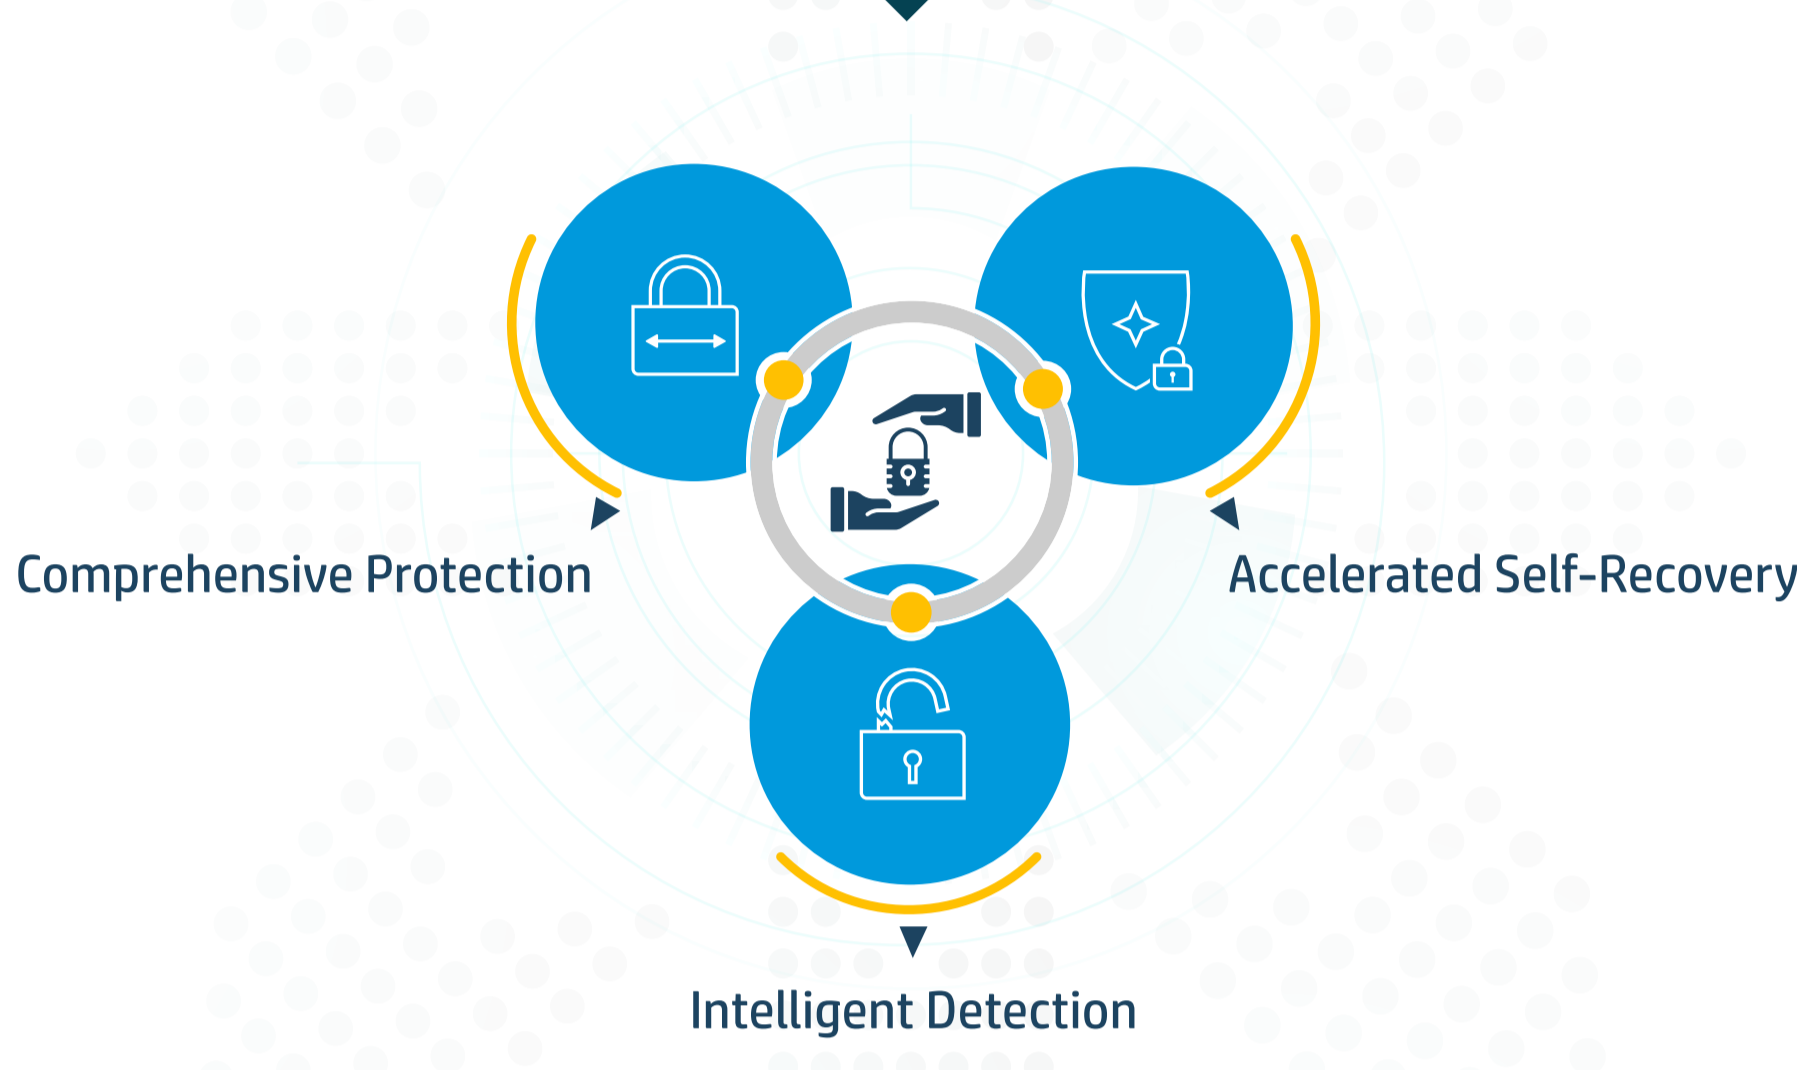 Comprehensive Protection
Accelerated Self-Recovery
Intelligent Detection